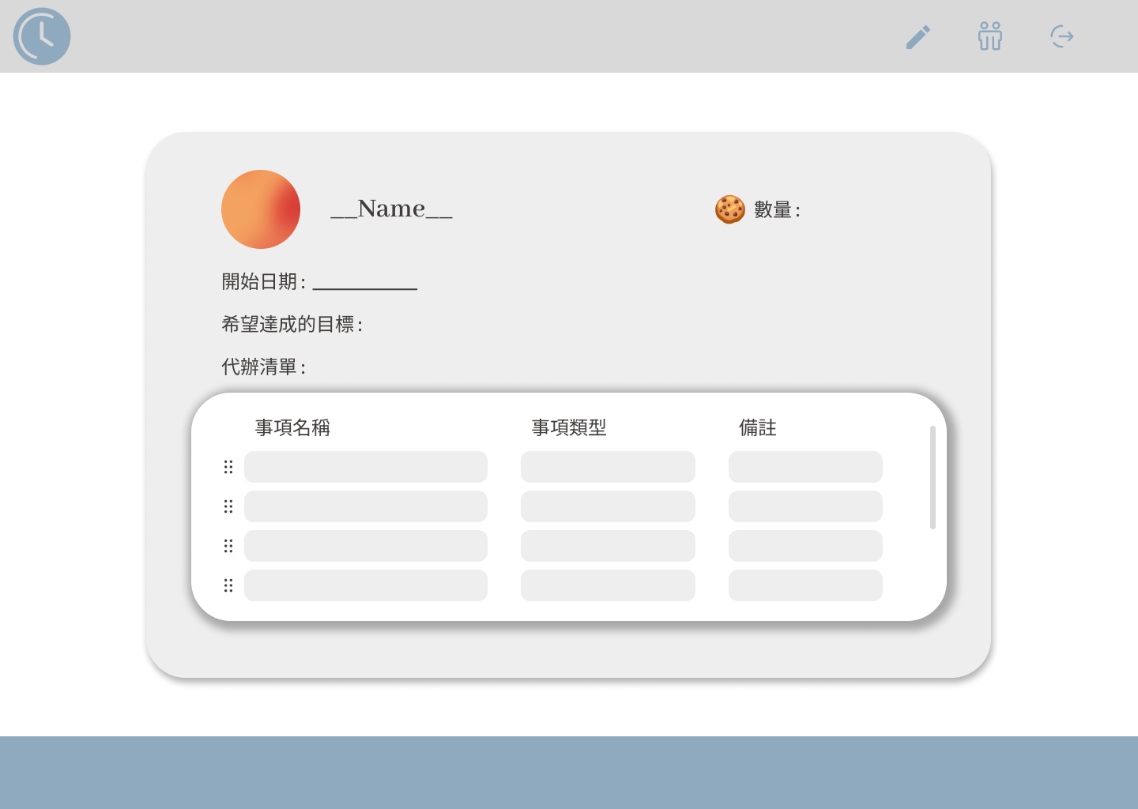 __Name__
🍪 數量 :
開始日期 : __________
希望達成的目標 :
代辦清單 :
事項名稱 事項類型 備註